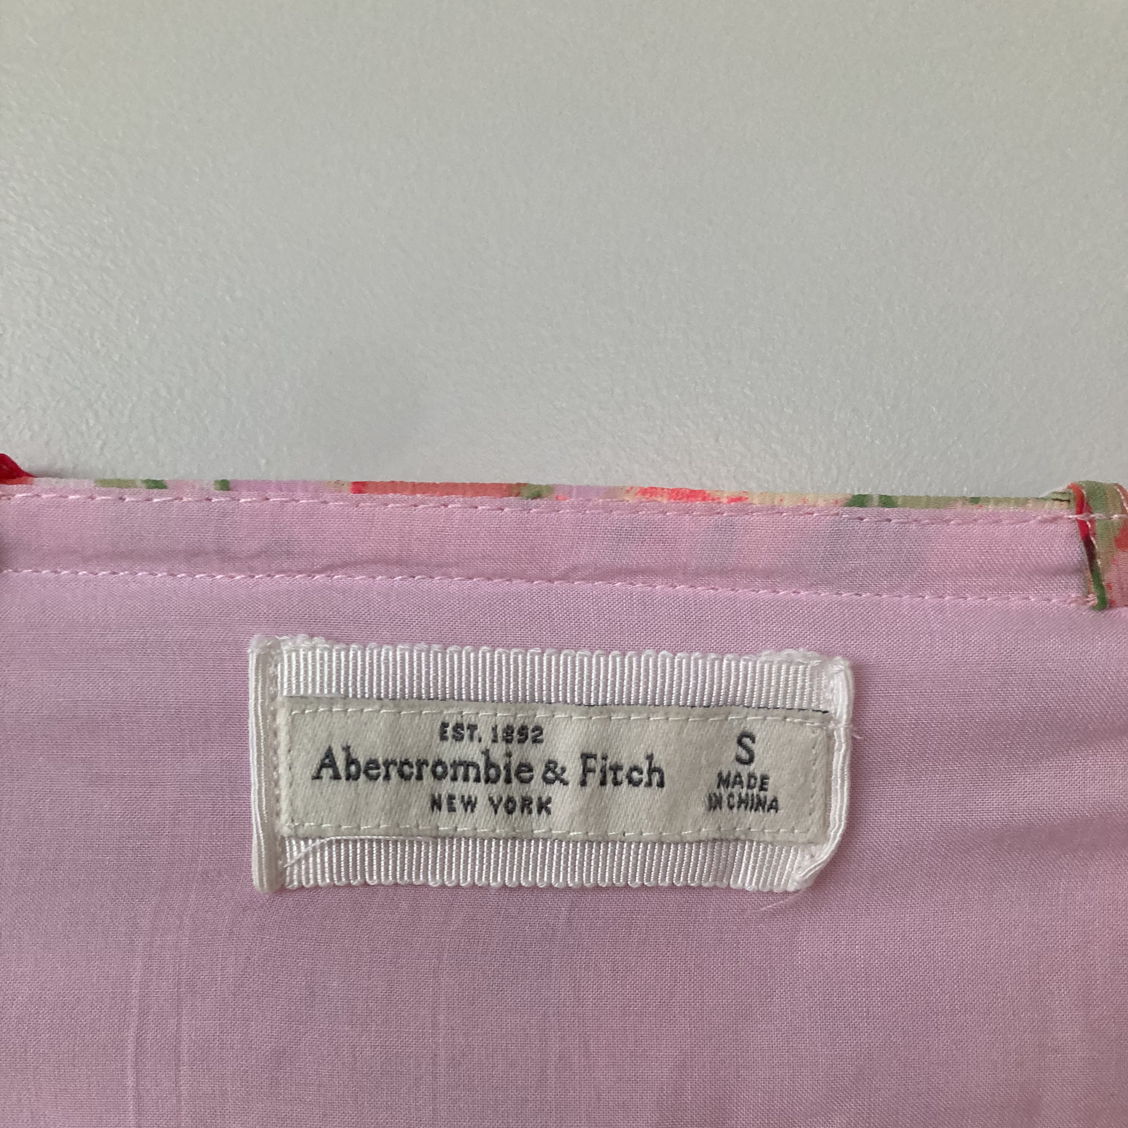 EST. 1892
Abercrombie & Fitch
NEW YORK
S
MADE
IN CHINA